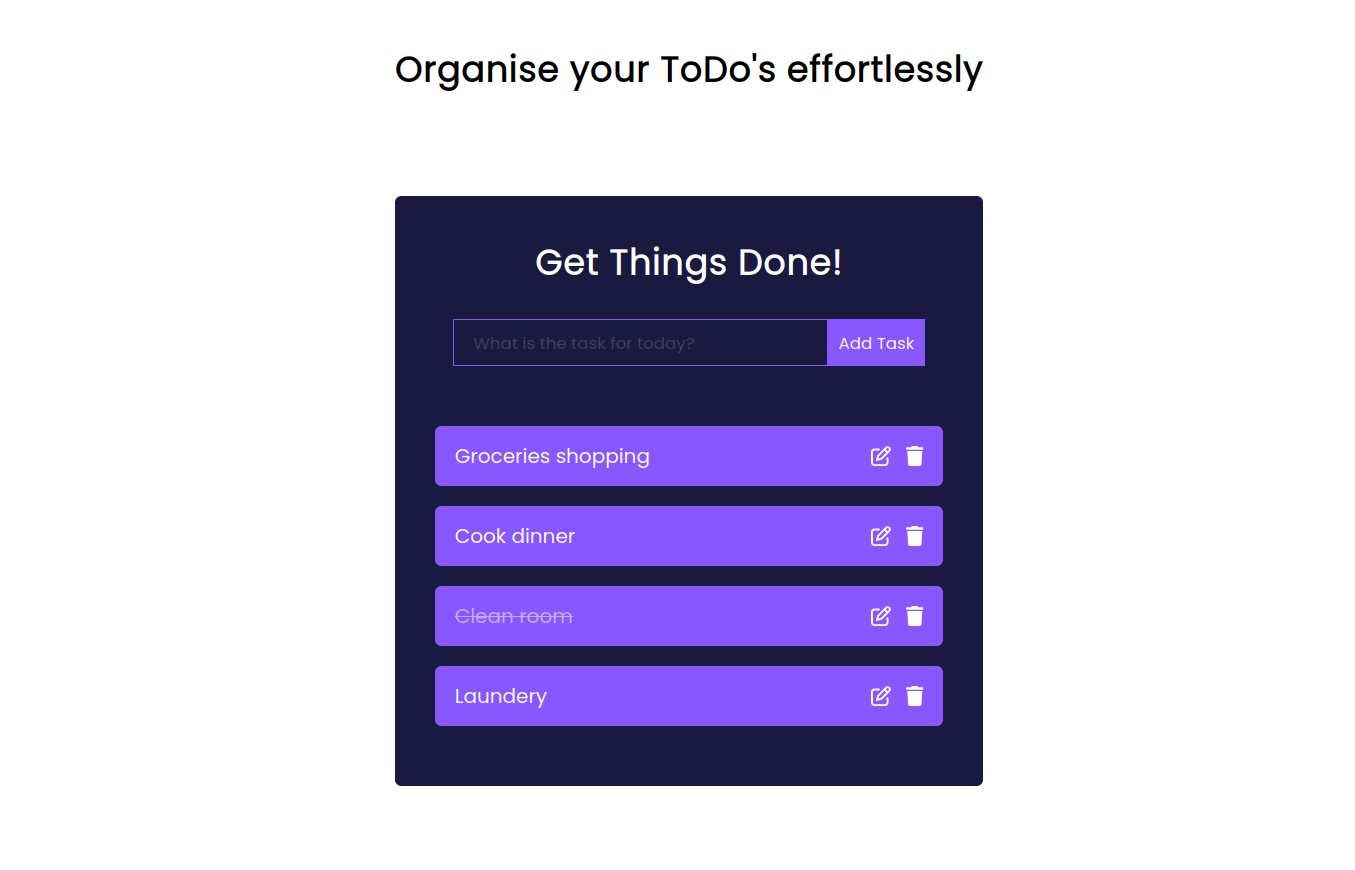 Organise your ToDo's effortlessly
Get Things Done!
What is the task for today?
Add Task
Groceries shopping
Cook dinner
Clean room
Laundery